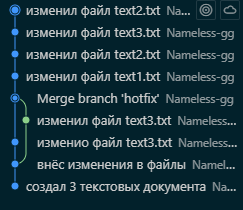 изменил файл text2.txt Na...
изменил файл text3.txt Nameless-gg
изменил файл text2.txt Nameless-gg
изменил файл text1.txt Nameless-gg
Merge branch 'hotfix' Nameless-gg
изменил файл text3.txt Nameless...
изменио файл text3.txt Nameless...
внёс изменения в файлы Namel...
создал 3 текстовых документа Na...